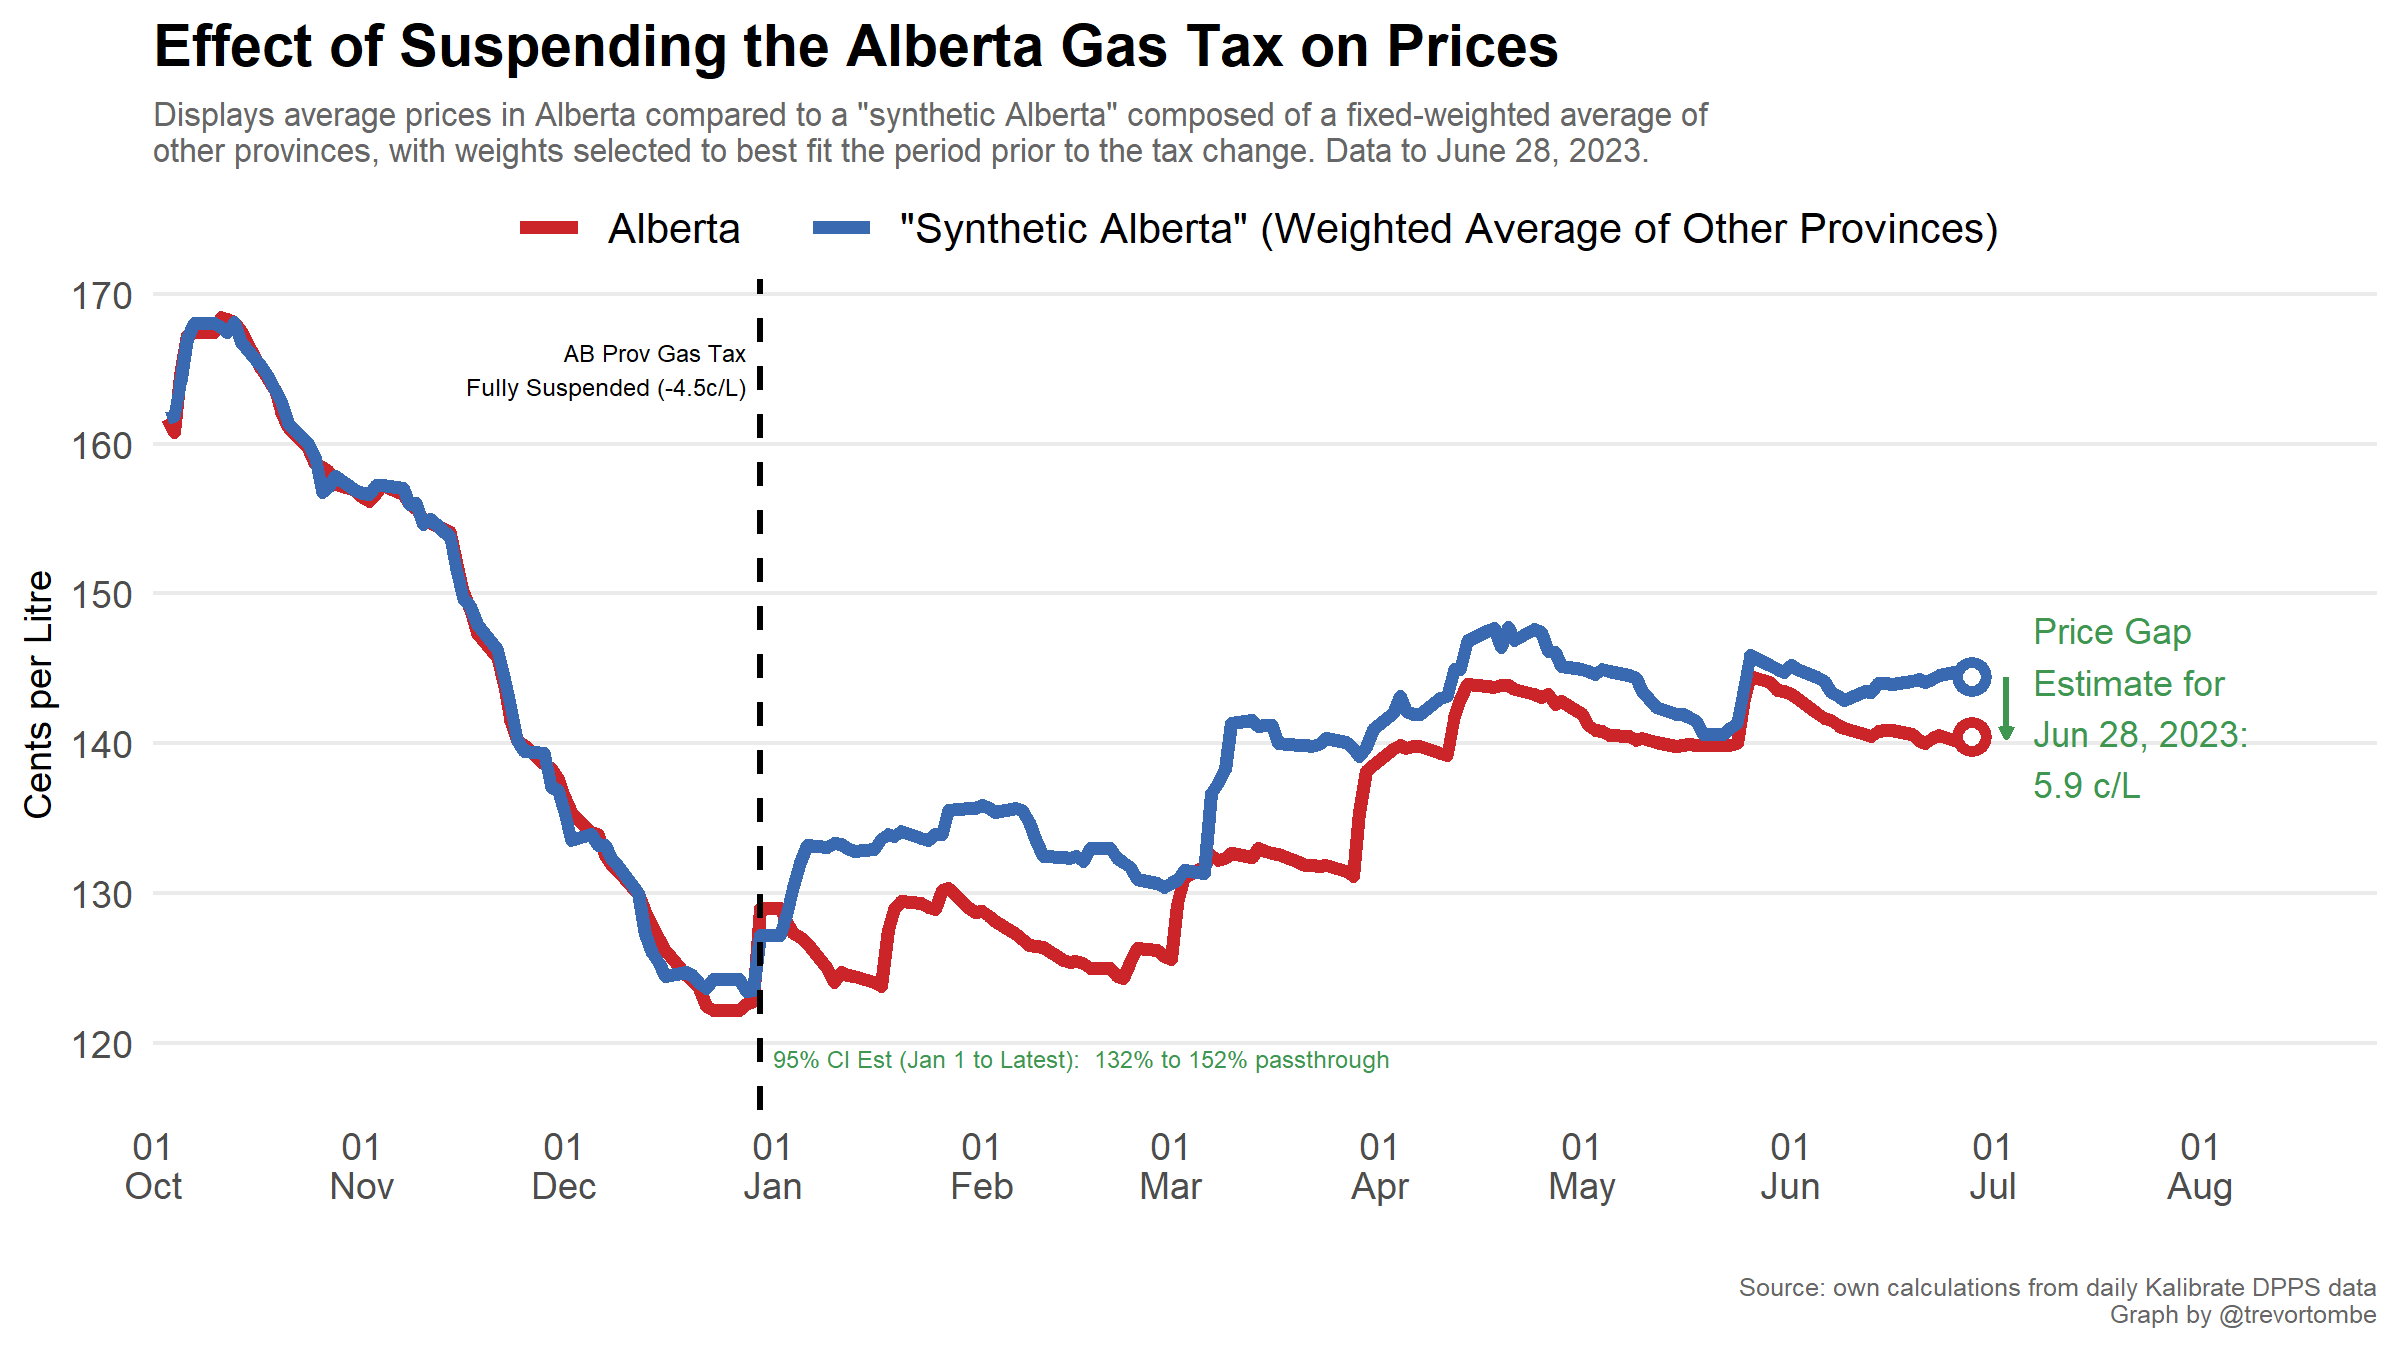 Effect of Suspending the Alberta Gas Tax on Prices
Displays average prices in Alberta compared to a "synthetic Alberta" composed of a fixed-weighted average of
other provinces, with weights selected to best fit the period prior to the tax change. Data to June 28, 2023.
Alberta
"Synthetic Alberta" (Weighted Average of Other Provinces)
170
160
150
140
130
120
Cents per Litre
AB Prov Gas Tax
Fully Suspended (-4.5c/L)
Price Gap
Estimate for
Jun 28, 2023:
5.9 c/L
95% CI Est (Jan 1 to Latest):  132% to 152% passthrough
01 01 01 01 01 01 01 01 01 01 01
Oct Nov Dec Jan Feb Mar Apr May Jun Jul Aug
Source: own calculations from daily Kalibrate DPPS data
Graph by @trevortombe